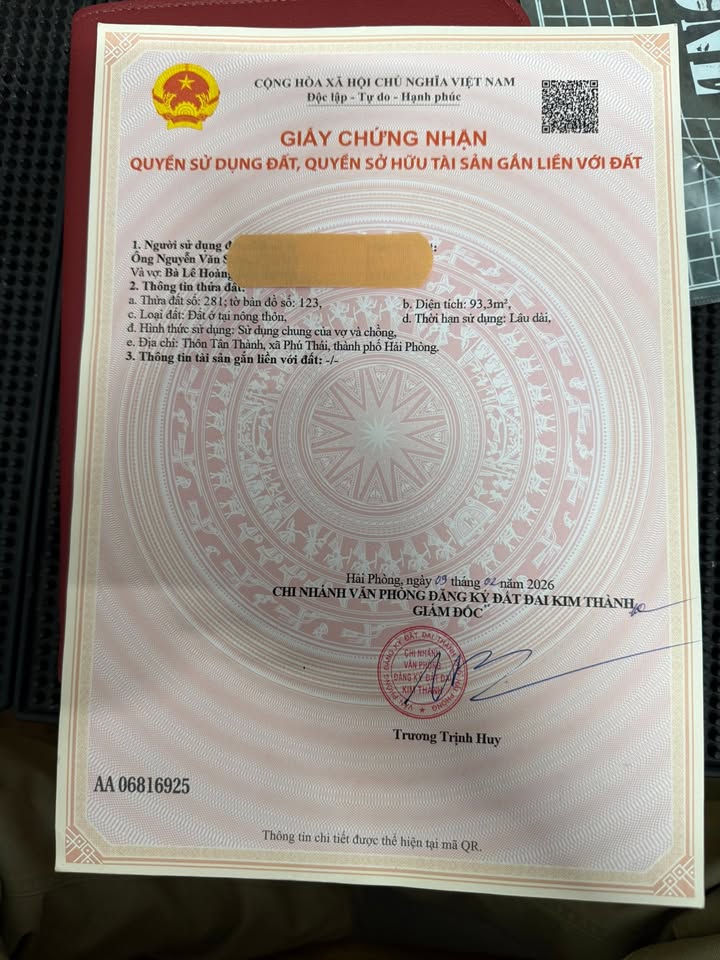 CỘNG HÒA XÃ HỘI CHỦ NGHĨA VIỆT NAM
Độc lập - Tự do - Hạnh phúc
GIẤY CHỨNG NHẬN
QUYỀN SỬ DỤNG ĐẤT, QUYỀN SỞ HỮU TÀI SẢN GẮN LIỀN VỚI ĐẤT
1. Người sử dụng
Ông Nguyễn Văn
Và vợ: Bà Lê Hoàng
2. Thông tin thửa đất:
a. Thửa đất số: 281; tờ bản đồ số: 123,
b. Diện tích: 93,3m²,
c. Loại đất: Đất ở tại nông thôn,
d. Thời hạn sử dụng: Lâu dài,
đ. Hình thức sử dụng: Sử dụng chung của vợ và chồng,
e. Địa chỉ: Thôn Tân Thành, xã Phú Thái, thành phố Hải Phòng.
3. Thông tin tài sản gắn liền với đất: -/-
Hải Phòng, ngày 09 tháng 02 năm 2026
CHI NHÁNH VĂN PHÒNG ĐĂNG KÝ ĐẤT ĐAI KIM THÀNH
GIÁM ĐỐC
CHI NHÁNH
VĂN PHÒNG
ĐĂNG KÝ ĐẤT ĐAI
KIM THÀNH
Trương Trịnh Huy
AA 06816925
Thông tin chi tiết được thể hiện tại mã QR.